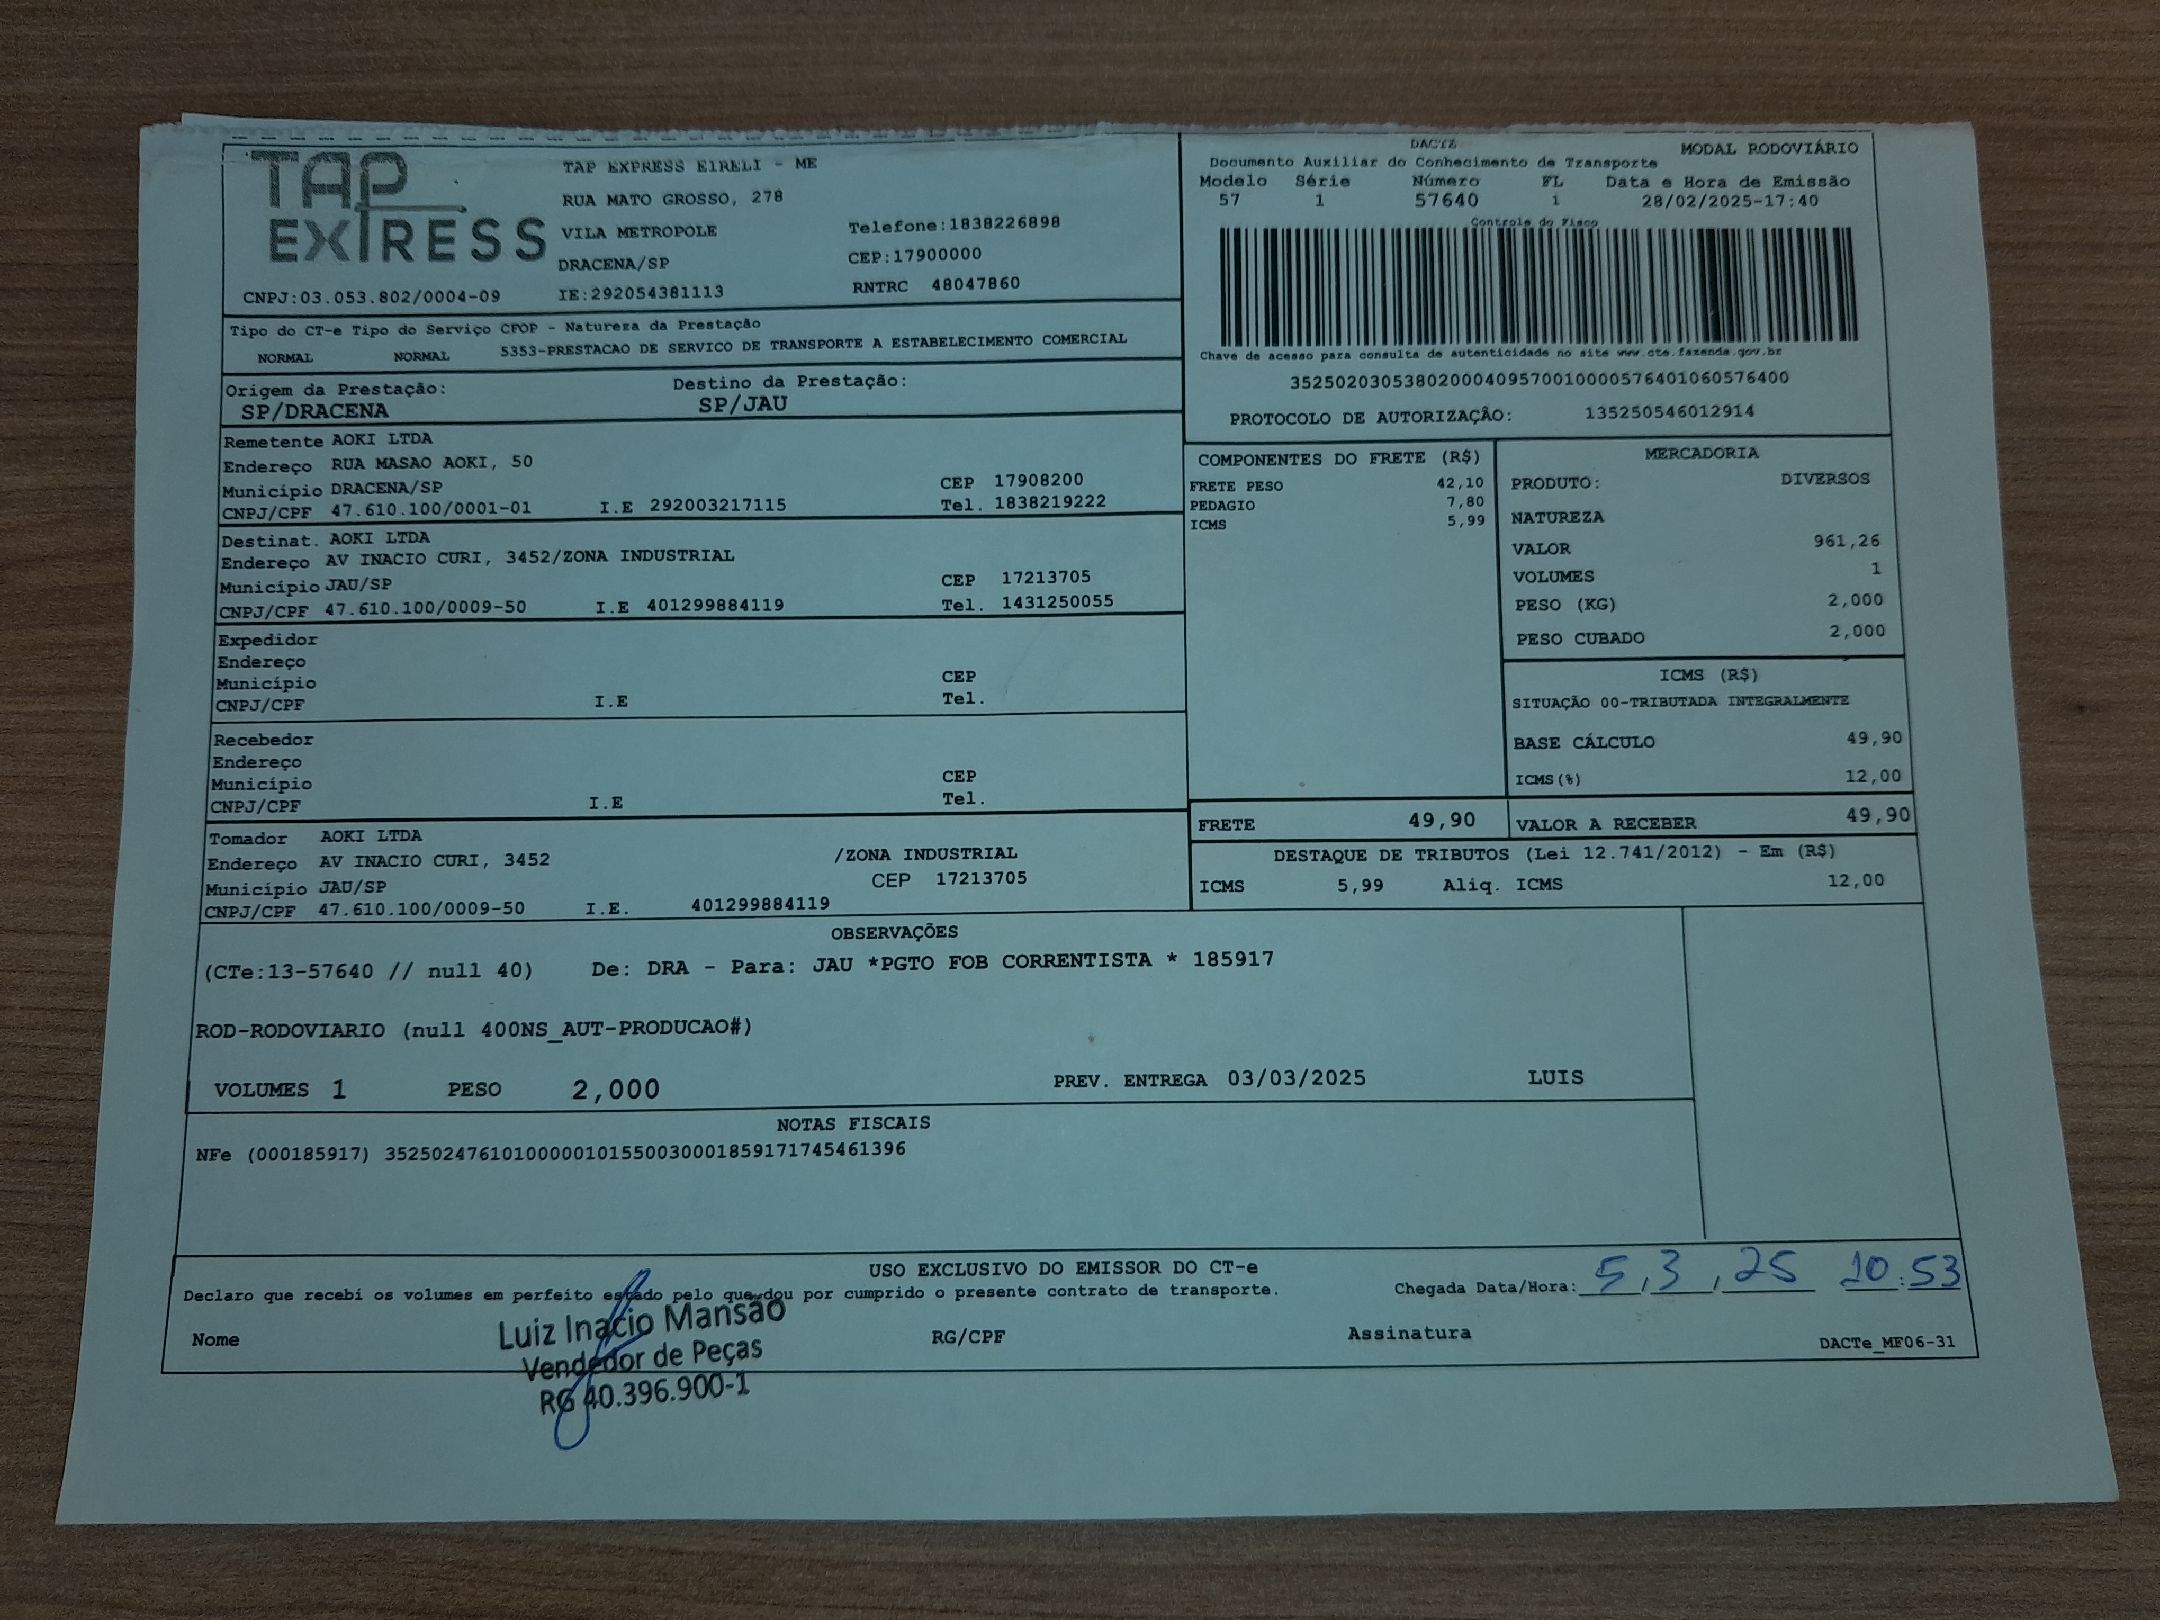 TAP EXPRESS
TAP EXPRESS EIRELI - ME
RUA MATO GROSSO, 278
VILA METROPOLE Telefone:1838226898
DRACENA/SP CEP:17900000
CNPJ:03.053.802/0004-09 IE:292054381113 RNTRC 48047860
DACTE
Documento Auxiliar do Conhecimento de Transporte MODAL RODOVIÁRIO
Modelo Série Número FL Data e Hora de Emissão
57 1 57640 1 28/02/2025-17:40
Controle do Fisco
Chave de acesso para consulta de autenticidade no site www.cte.fazenda.gov.br
35250203053802000409570010000576401060576400
PROTOCOLO DE AUTORIZAÇÃO: 135250546012914
Tipo do CT-e Tipo do Serviço CFOP - Natureza da Prestação
NORMAL NORMAL 5353-PRESTACAO DE SERVICO DE TRANSPORTE A ESTABELECIMENTO COMERCIAL
Origem da Prestação: Destino da Prestação:
SP/DRACENA SP/JAU
Remetente AOKI LTDA
Endereço RUA MASAO AOKI, 50
Município DRACENA/SP CEP 17908200
CNPJ/CPF 47.610.100/0001-01 I.E 292003217115 Tel. 1838219222
Destinat. AOKI LTDA
Endereço AV INACIO CURI, 3452/ZONA INDUSTRIAL
Município JAU/SP CEP 17213705
CNPJ/CPF 47.610.100/0009-50 I.E 401299884119 Tel. 1431250055
Expedidor
Endereço
Município CEP
CNPJ/CPF I.E Tel.
Recebedor
Endereço
Município CEP
CNPJ/CPF I.E Tel.
Tomador AOKI LTDA
Endereço AV INACIO CURI, 3452 /ZONA INDUSTRIAL
Município JAU/SP CEP 17213705
CNPJ/CPF 47.610.100/0009-50 I.E. 401299884119
COMPONENTES DO FRETE (R$)
FRETE PESO 42,10
PEDAGIO 7,80
ICMS 5,99
MERCADORIA
PRODUTO: DIVERSOS
NATUREZA
VALOR 961,26
VOLUMES 1
PESO (KG) 2,000
PESO CUBADO 2,000
ICMS (R$)
SITUAÇÃO 00-TRIBUTADA INTEGRALMENTE
BASE CÁLCULO 49,90
ICMS(%) 12,00
FRETE 49,90 VALOR A RECEBER 49,90
DESTAQUE DE TRIBUTOS (Lei 12.741/2012) - Em (R$)
ICMS 5,99 Aliq. ICMS 12,00
OBSERVAÇÕES
(CTe:13-57640 // null 40) De: DRA - Para: JAU *PGTO FOB CORRENTISTA * 185917
ROD-RODOVIARIO (null 400NS_AUT-PRODUCAO#)
VOLUMES 1 PESO 2,000 PREV. ENTREGA 03/03/2025 LUIS
NOTAS FISCAIS
NFe (000185917) 35250247610100000101550030001859171745461396
USO EXCLUSIVO DO EMISSOR DO CT-e
Declaro que recebi os volumes em perfeito estado pelo que dou por cumprido o presente contrato de transporte. Chegada Data/Hora: 5,3,25 10:53
Nome RG/CPF Assinatura DACTe_MF06-31
Luiz Inacio Mansão
Vendedor de Peças
RG 40.396.900-1